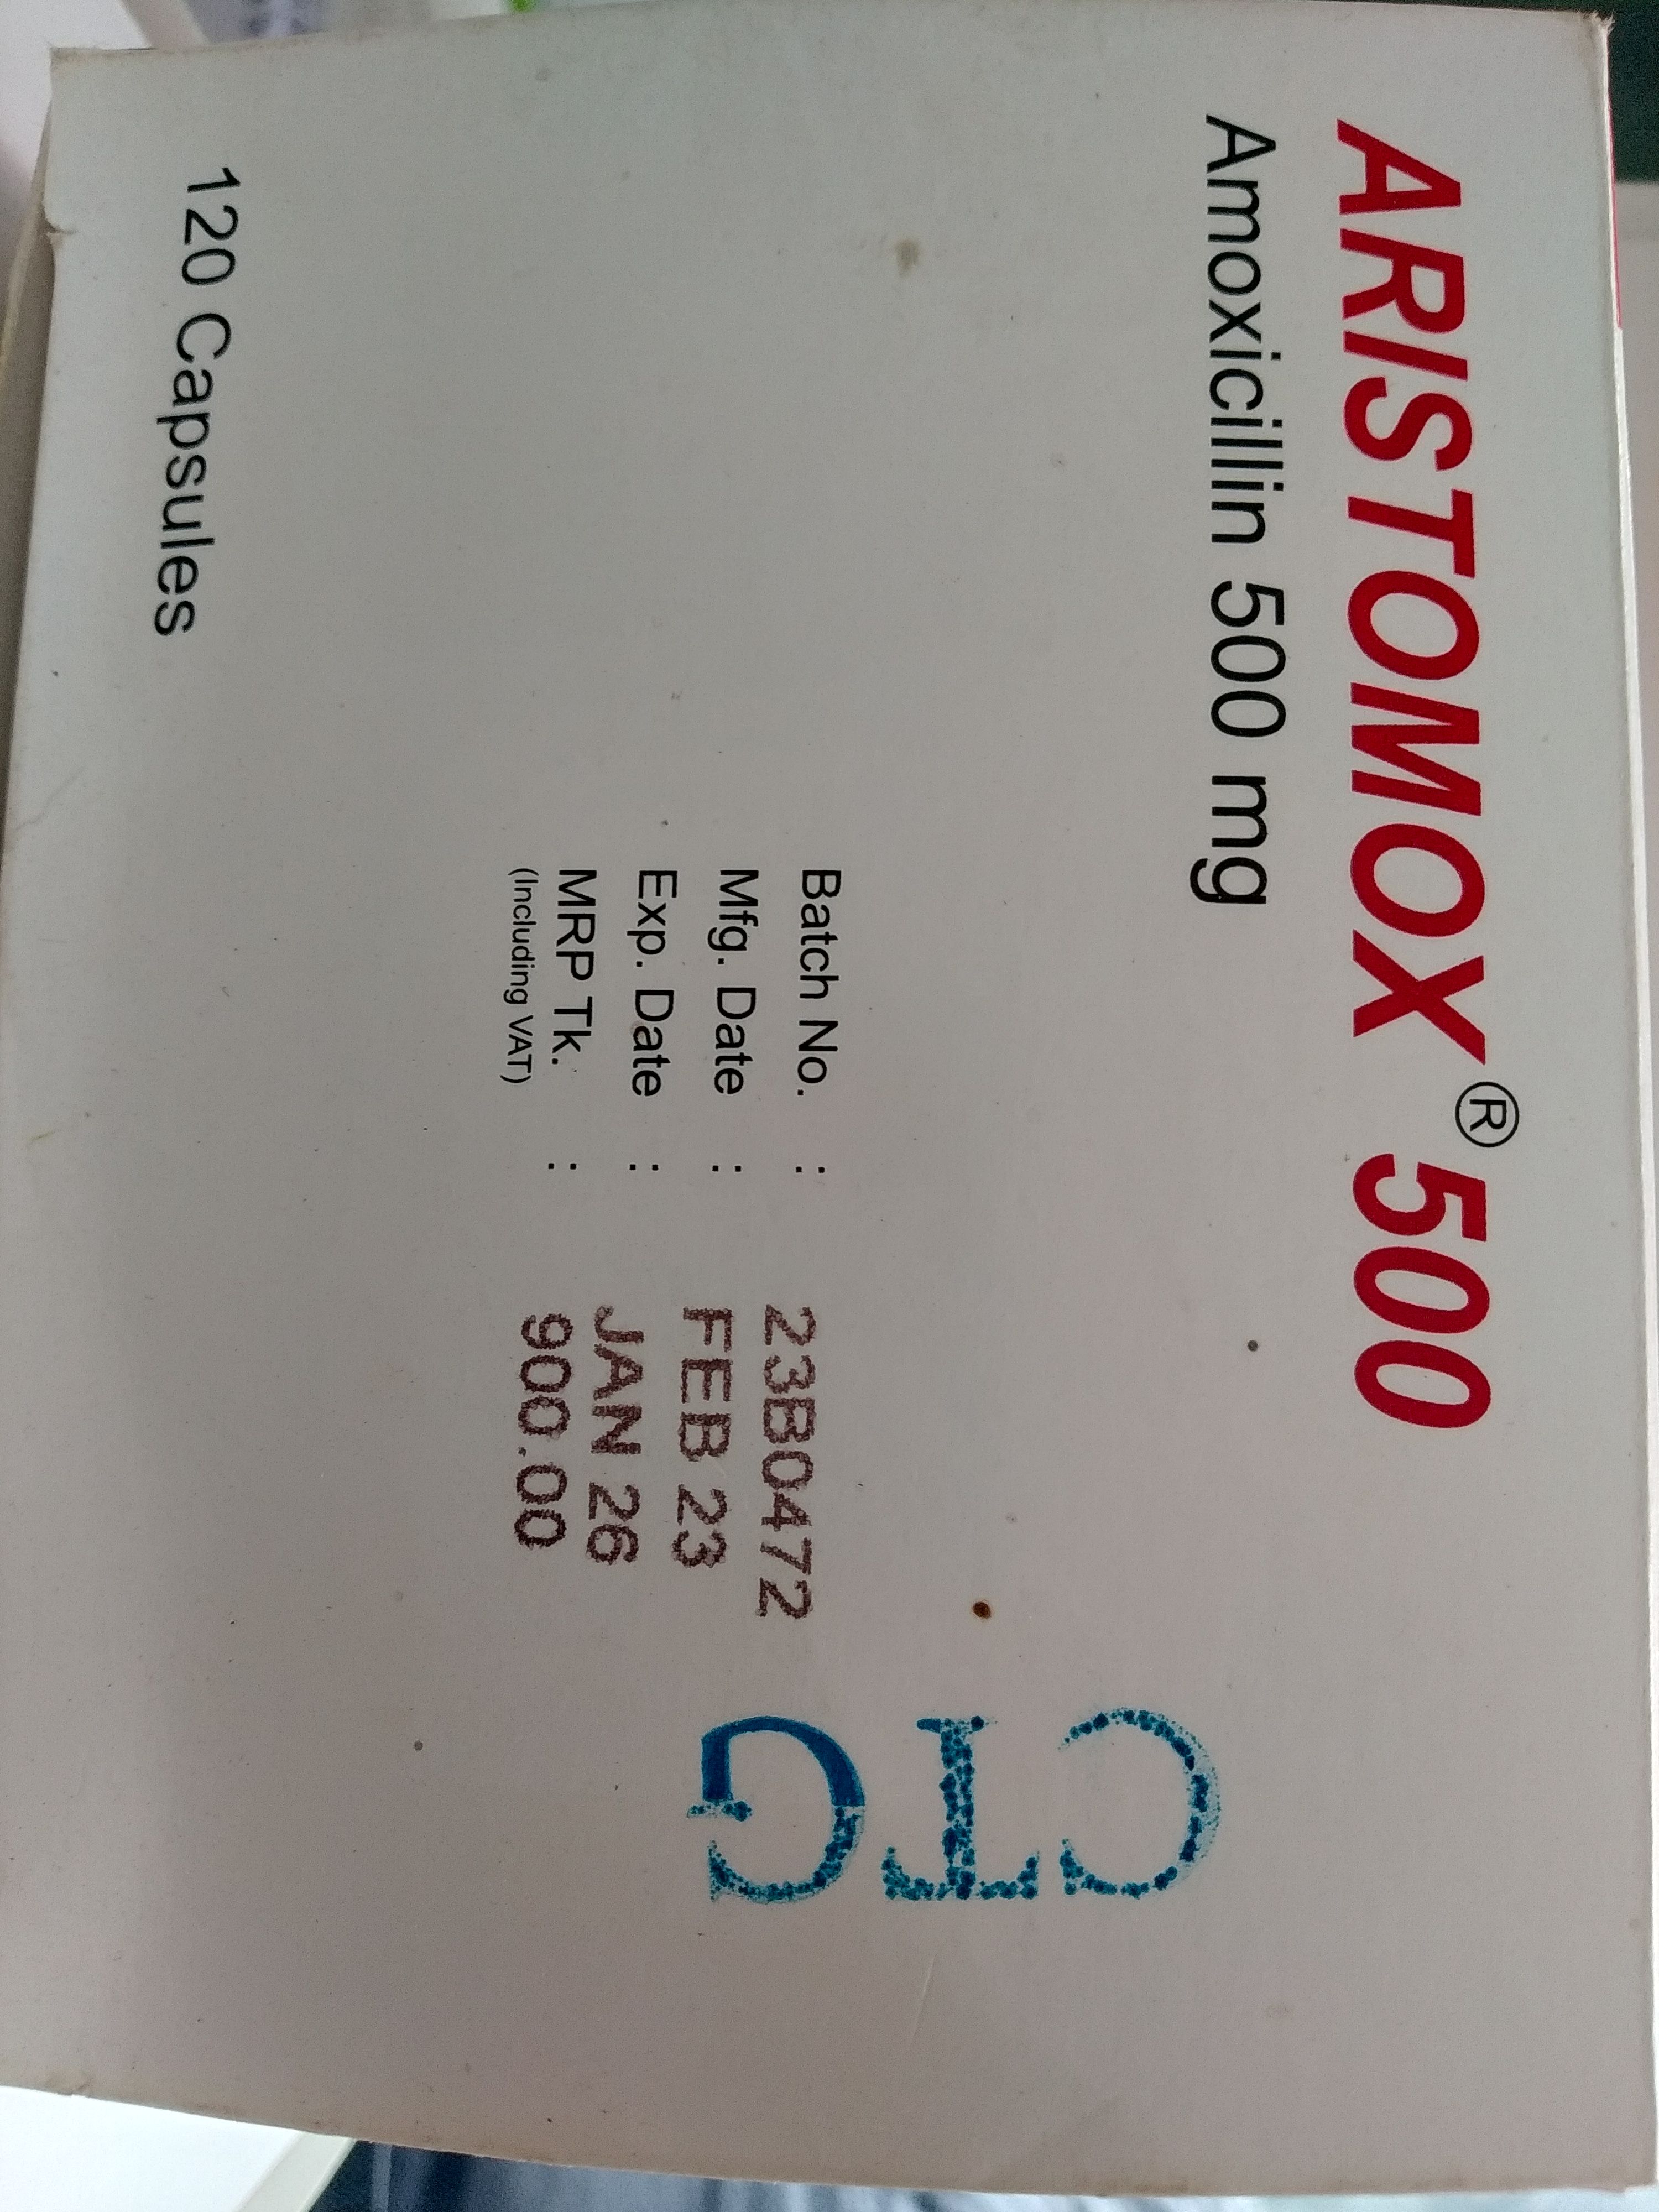 ARISTOMOX® 500
Amoxicillin 500 mg
CTG
Batch No. : 23B0472
Mfg. Date : FEB 23
Exp. Date : JAN 26
MRP Tk. : 900.00
(Including VAT)
120 Capsules